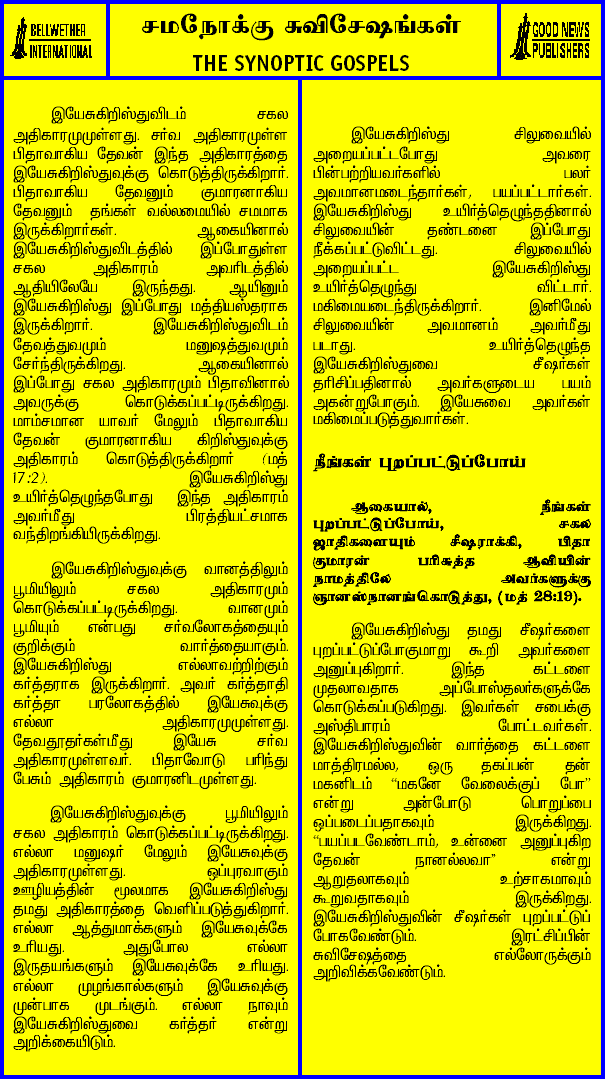 BELLWETHER
INTERNATIONAL
சமநோக்கு சுவிசேஷங்கள்
THE SYNOPTIC GOSPELS
GOOD NEWS
PUBLISHERS
இயேசுகிறிஸ்துவிடம் சகல
அதிகாரமுமுள்ளது. சர்வ அதிகாரமுள்ள
பிதாவாகிய தேவன் இந்த அதிகாரத்தை
இயேசுகிறிஸ்துவுக்கு கொடுத்திருக்கிறார்.
பிதாவாகிய தேவனும் குமாரனாகிய
தேவனும் தங்கள் வல்லமையில் சமமாக
இருக்கிறார்கள். ஆகையினால்
இயேசுகிறிஸ்துவிடத்தில் இப்போதுள்ள
சகல அதிகாரம் அவரிடத்தில்
ஆதியிலேயே இருந்தது. ஆயினும்
இயேசுகிறிஸ்து இப்போது மத்தியஸ்தராக
இருக்கிறார். இயேசுகிறிஸ்துவிடம்
தேவத்துவமும் மனுஷத்துவமும்
சேர்ந்திருக்கிறது. ஆகையினால்
இப்போது சகல அதிகாரமும் பிதாவினால்
அவருக்கு கொடுக்கப்பட்டிருக்கிறது.
மாம்சமான யாவர் மேலும் பிதாவாகிய
தேவன் குமாரனாகிய கிறிஸ்துவுக்கு
அதிகாரம் கொடுத்திருக்கிறார் (மத்
17:2). இயேசுகிறிஸ்து
உயிர்த்தெழுந்தபோது இந்த அதிகாரம்
அவர்மீது பிரத்தியட்சமாக
வந்திறங்கியிருக்கிறது.
இயேசுகிறிஸ்துவுக்கு வானத்திலும்
பூமியிலும் சகல அதிகாரமும்
கொடுக்கப்பட்டிருக்கிறது. வானமும்
பூமியும் என்பது சர்வலோகத்தையும்
குறிக்கும் வார்த்தையாகும்.
இயேசுகிறிஸ்து எல்லாவற்றிற்கும்
கர்த்தராக இருக்கிறார். அவர் கர்த்தாதி
கர்த்தா பரலோகத்தில் இயேசுவுக்கு
எல்லா அதிகாரமுமுள்ளது.
தேவதூதர்கள்மீது இயேசு சர்வ
அதிகாரமுள்ளவர். பிதாவோடு பரிந்து
பேசும் அதிகாரம் குமாரனிடமுள்ளது.
இயேசுகிறிஸ்துவுக்கு பூமியிலும்
சகல அதிகாரம் கொடுக்கப்பட்டிருக்கிறது.
எல்லா மனுஷர் மேலும் இயேசுவுக்கு
அதிகாரமுள்ளது. ஒப்புரவாகும்
ஊழியத்தின் மூலமாக இயேசுகிறிஸ்து
தமது அதிகாரத்தை வெளிப்படுத்துகிறார்.
எல்லா ஆத்துமாக்களும் இயேசுவுக்கே
உரியது. அதுபோல எல்லா
இருதயங்களும் இயேசுவுக்கே உரியது.
எல்லா முழங்கால்களும் இயேசுவுக்கு
முன்பாக முடங்கும். எல்லா நாவும்
இயேசுகிறிஸ்துவை கர்த்தர் என்று
அறிக்கையிடும்.
இயேசுகிறிஸ்து சிலுவையில்
அறையப்பட்டபோது அவரை
பின்பற்றியவர்களில் பலர்
அவமானமடைந்தார்கள், பயப்பட்டார்கள்.
இயேசுகிறிஸ்து உயிர்த்தெழுந்ததினால்
சிலுவையின் தண்டனை இப்போது
நீக்கப்பட்டுவிட்டது. சிலுவையில்
அறையப்பட்ட இயேசுகிறிஸ்து
உயிர்த்தெழுந்து விட்டார்.
மகிமையடைந்திருக்கிறார். இனிமேல்
சிலுவையின் அவமானம் அவர்மீது
படாது. உயிர்த்தெழுந்த
இயேசுகிறிஸ்துவை சீஷர்கள்
தரிசிப்பதினால் அவர்களுடைய பயம்
அகன்றுபோகும். இயேசுவை அவர்கள்
மகிமைப்படுத்துவார்கள்.
நீங்கள் புறப்பட்டுப்போய்
ஆகையால், நீங்கள்
புறப்பட்டுப்போய், சகல
ஜாதிகளையும் சீஷராக்கி, பிதா
குமாரன் பரிசுத்த ஆவியின்
நாமத்திலே அவர்களுக்கு
ஞானஸ்நானங்கொடுத்து, (மத் 28:19).
இயேசுகிறிஸ்து தமது சீஷர்களை
புறப்பட்டுப்போகுமாறு கூறி அவர்களை
அனுப்புகிறார். இந்த கட்டளை
முதலாவதாக அப்போஸ்தலர்களுக்கே
கொடுக்கப்படுகிறது. இவர்கள் சபைக்கு
அஸ்திபாரம் போட்டவர்கள்.
இயேசுகிறிஸ்துவின் வார்த்தை கட்டளை
மாத்திரமல்ல, ஒரு தகப்பன் தன்
மகனிடம் “மகனே வேலைக்குப் போ”
என்று அன்போடு பொறுப்பை
ஒப்படைப்பதாகவும் இருக்கிறது.
“பயப்படவேண்டாம், உன்னை அனுப்புகிற
தேவன் நானல்லவா” என்று
ஆறுதலாகவும் உற்சாகமாவும்
கூறுவதாகவும் இருக்கிறது.
இயேசுகிறிஸ்துவின் சீஷர்கள் புறப்பட்டுப்
போகவேண்டும். இரட்சிப்பின்
சுவிசேஷத்தை எல்லோருக்கும்
அறிவிக்கவேண்டும்.